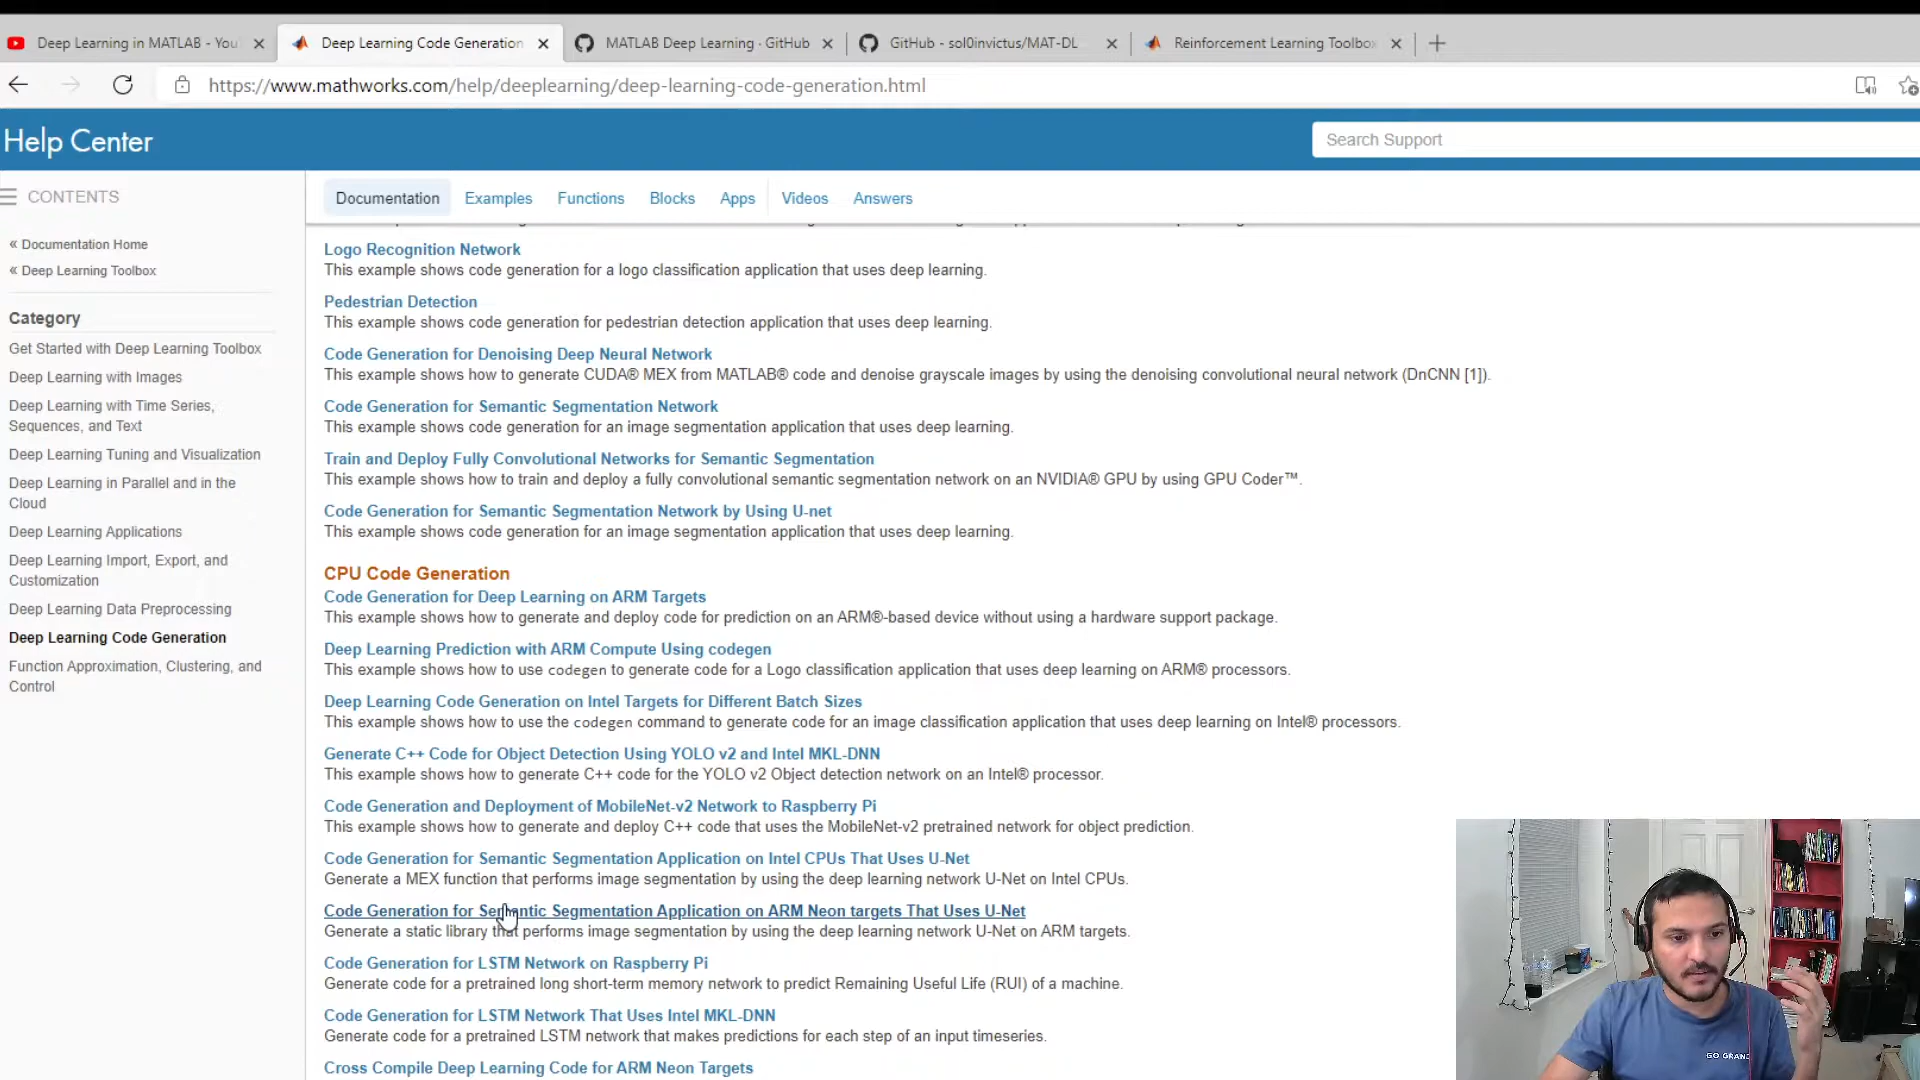 Deep Learning in MATLAB - You
Deep Learning Code Generation
MATLAB Deep Learning · GitHub
GitHub - sol0invictus/MAT-DL
Reinforcement Learning Toolbox
https://www.mathworks.com/help/deeplearning/deep-learning-code-generation.html
Help Center
Search Support
CONTENTS
« Documentation Home
« Deep Learning Toolbox
Category
Get Started with Deep Learning Toolbox
Deep Learning with Images
Deep Learning with Time Series,
Sequences, and Text
Deep Learning Tuning and Visualization
Deep Learning in Parallel and in the
Cloud
Deep Learning Applications
Deep Learning Import, Export, and
Customization
Deep Learning Data Preprocessing
Deep Learning Code Generation
Function Approximation, Clustering, and
Control
Documentation Examples Functions Blocks Apps Videos Answers
Logo Recognition Network
This example shows code generation for a logo classification application that uses deep learning.
Pedestrian Detection
This example shows code generation for pedestrian detection application that uses deep learning.
Code Generation for Denoising Deep Neural Network
This example shows how to generate CUDA® MEX from MATLAB® code and denoise grayscale images by using the denoising convolutional neural network (DnCNN [1]).
Code Generation for Semantic Segmentation Network
This example shows code generation for an image segmentation application that uses deep learning.
Train and Deploy Fully Convolutional Networks for Semantic Segmentation
This example shows how to train and deploy a fully convolutional semantic segmentation network on an NVIDIA® GPU by using GPU Coder™.
Code Generation for Semantic Segmentation Network by Using U-net
This example shows code generation for an image segmentation application that uses deep learning.
CPU Code Generation
Code Generation for Deep Learning on ARM Targets
This example shows how to generate and deploy code for prediction on an ARM®-based device without using a hardware support package.
Deep Learning Prediction with ARM Compute Using codegen
This example shows how to use codegen to generate code for a Logo classification application that uses deep learning on ARM® processors.
Deep Learning Code Generation on Intel Targets for Different Batch Sizes
This example shows how to use the codegen command to generate code for an image classification application that uses deep learning on Intel® processors.
Generate C++ Code for Object Detection Using YOLO v2 and Intel MKL-DNN
This example shows how to generate C++ code for the YOLO v2 Object detection network on an Intel® processor.
Code Generation and Deployment of MobileNet-v2 Network to Raspberry Pi
This example shows how to generate and deploy C++ code that uses the MobileNet-v2 pretrained network for object prediction.
Code Generation for Semantic Segmentation Application on Intel CPUs That Uses U-Net
Generate a MEX function that performs image segmentation by using the deep learning network U-Net on Intel CPUs.
Code Generation for Semantic Segmentation Application on ARM Neon targets That Uses U-Net
Generate a static library that performs image segmentation by using the deep learning network U-Net on ARM targets.
Code Generation for LSTM Network on Raspberry Pi
Generate code for a pretrained long short-term memory network to predict Remaining Useful Life (RUI) of a machine.
Code Generation for LSTM Network That Uses Intel MKL-DNN
Generate code for a pretrained LSTM network that makes predictions for each step of an input timeseries.
Cross Compile Deep Learning Code for ARM Neon Targets
GO GRAND